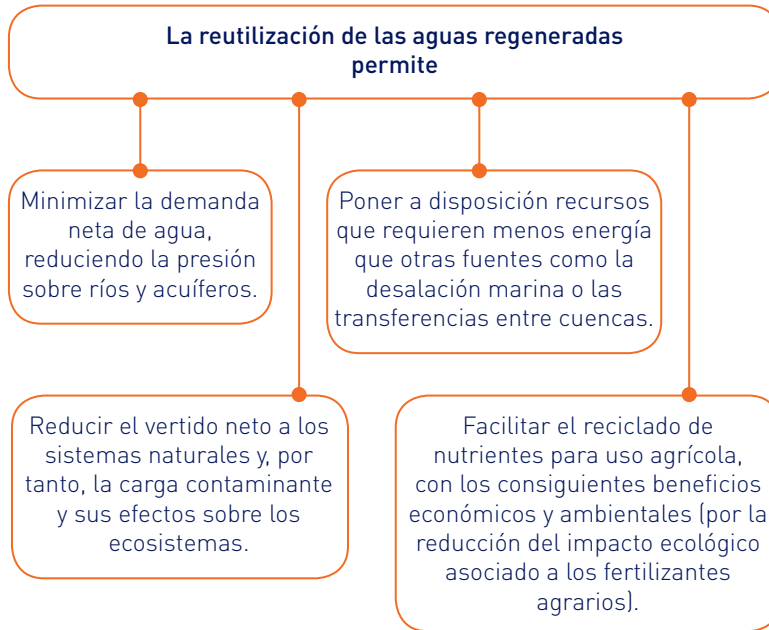 La reutilización de las aguas regeneradas
permite
Minimizar la demanda
neta de agua,
reduciendo la presión
sobre ríos y acuíferos.
Poner a disposición recursos
que requieren menos energía
que otras fuentes como la
desalación marina o las
transferencias entre cuencas.
Reducir el vertido neto a los
sistemas naturales y, por
tanto, la carga contaminante
y sus efectos sobre los
ecosistemas.
Facilitar el reciclado de
nutrientes para uso agrícola,
con los consiguientes beneficios
económicos y ambientales (por la
reducción del impacto ecológico
asociado a los fertilizantes
agrarios).